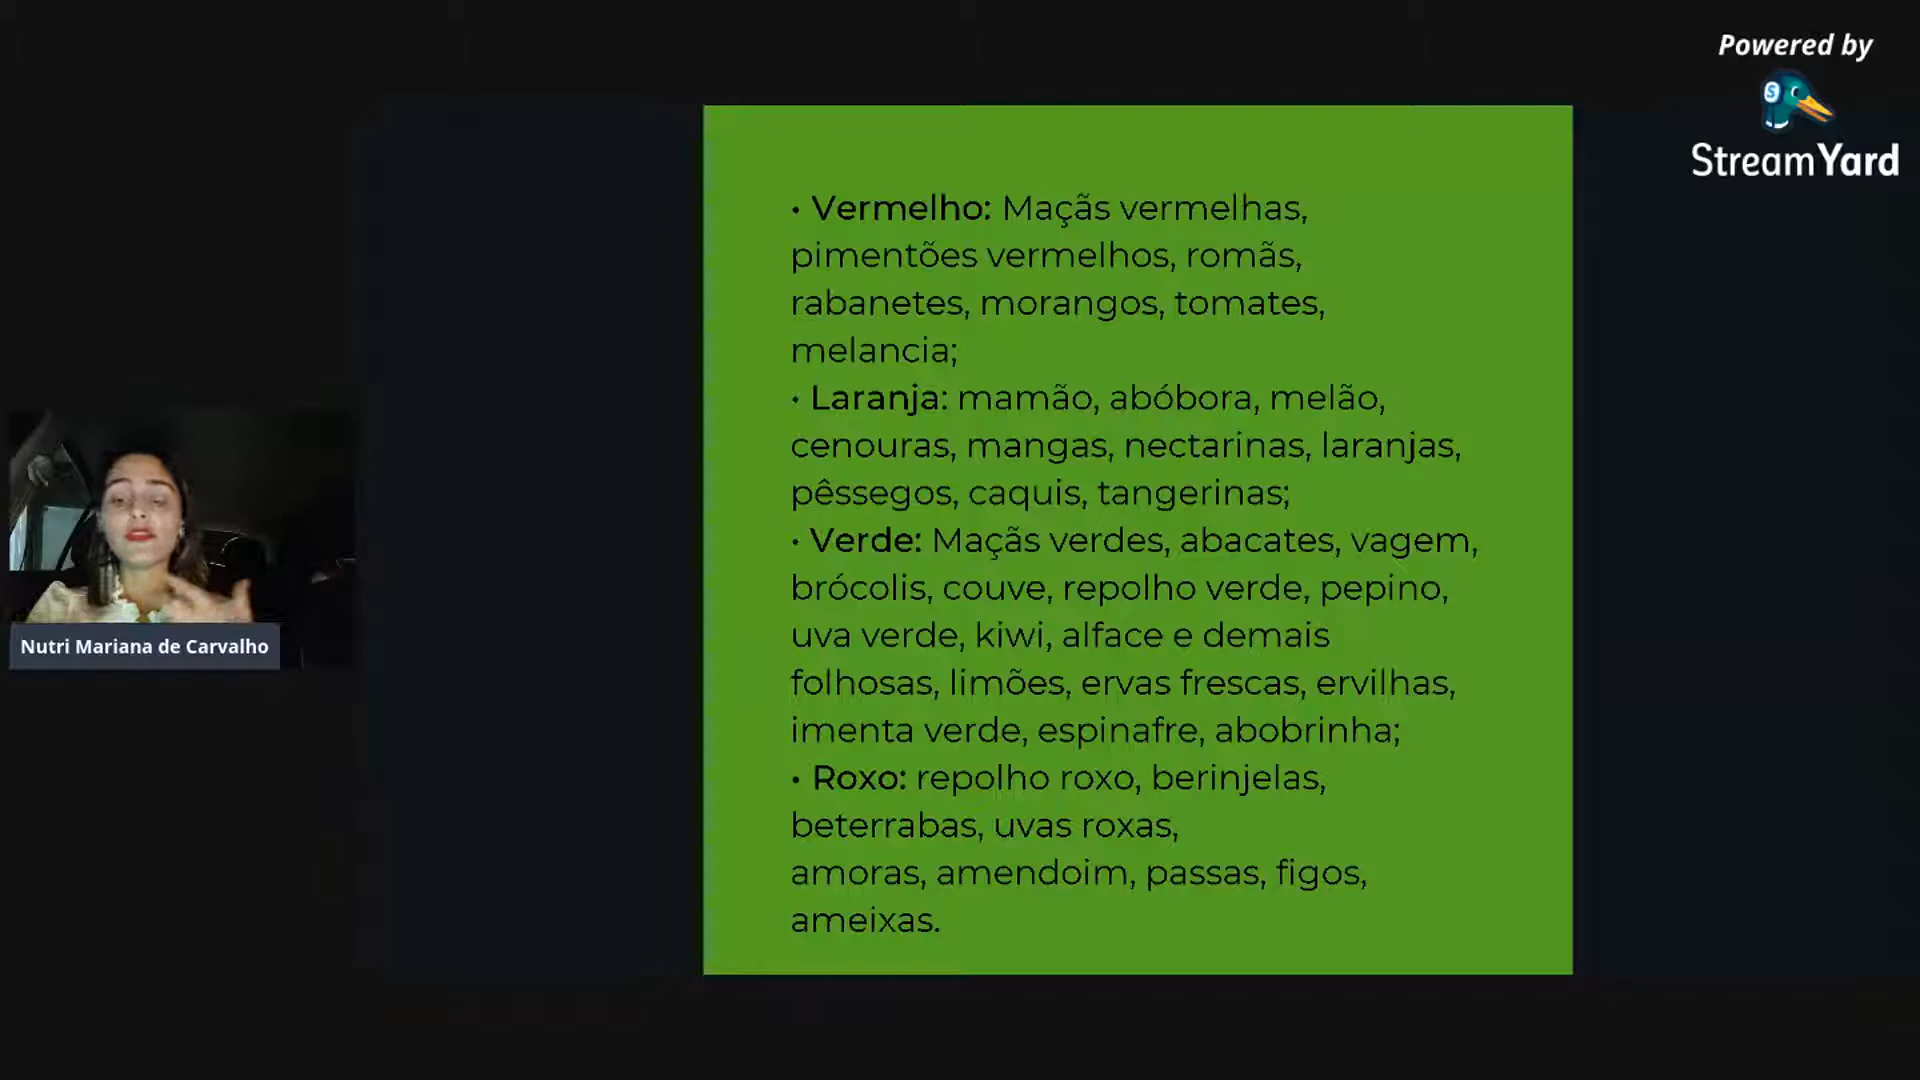 Powered by
StreamYard
• Vermelho: Maçãs vermelhas,
pimentões vermelhos, romãs,
rabanetes, morangos, tomates,
melancia;
• Laranja: mamão, abóbora, melão,
cenouras, mangas, nectarinas, laranjas,
pêssegos, caquis, tangerinas;
• Verde: Maçãs verdes, abacates, vagem,
brócolis, couve, repolho verde, pepino,
uva verde, kiwi, alface e demais
folhosas, limões, ervas frescas, ervilhas,
imenta verde, espinafre, abobrinha;
• Roxo: repolho roxo, berinjelas,
beterrabas, uvas roxas,
amoras, amendoim, passas, figos,
ameixas.
Nutri Mariana de Carvalho